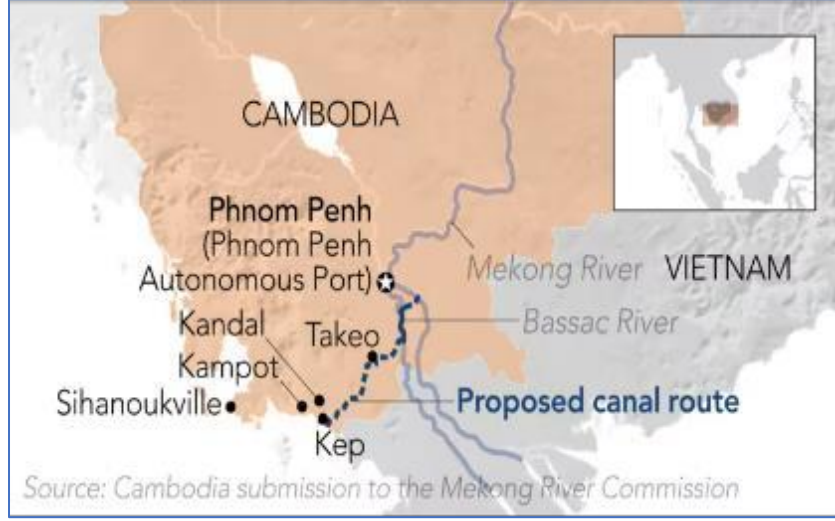 CAMBODIA
Phnom Penh
(Phnom Penh
Autonomous Port)
Mekong River
VIETNAM
Kandal
Takeo
Bassac River
Kampot
Sihanoukville
Proposed canal route
Kep
Source: Cambodia submission to the Mekong River Commission